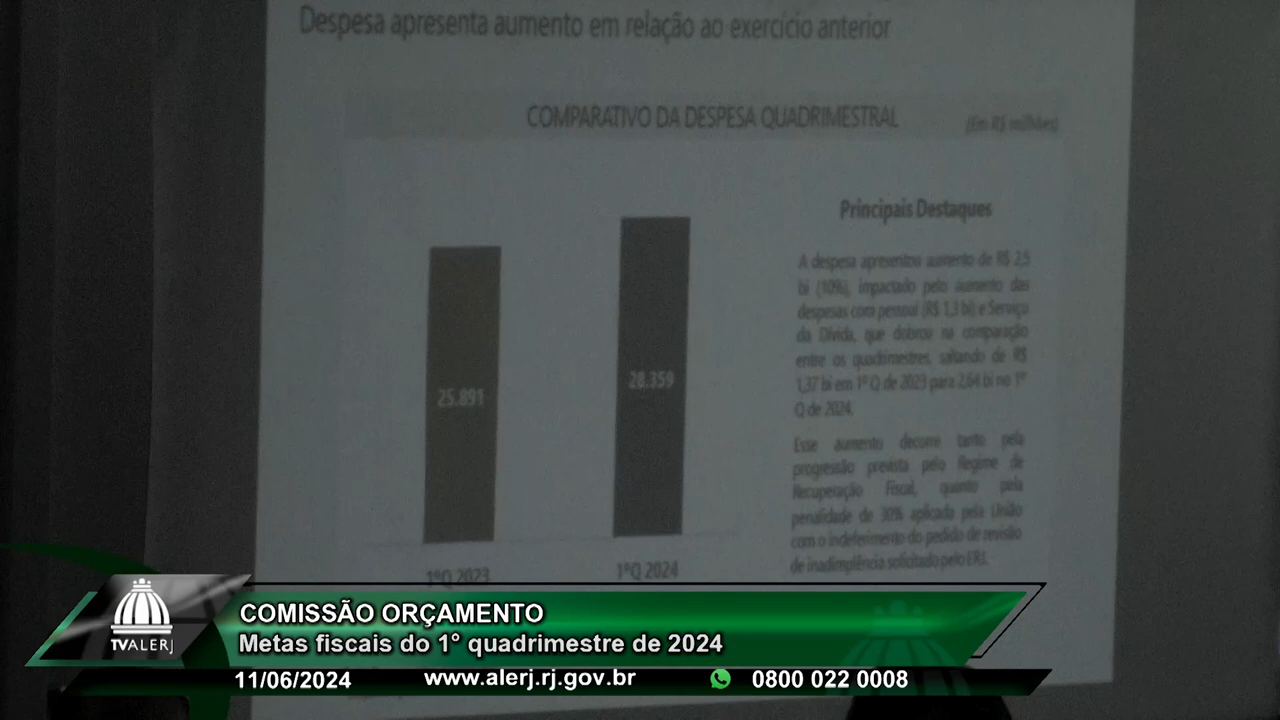 Despesa apresenta aumento em relação ao exercício anterior
COMPARATIVO DA DESPESA QUADRIMESTRAL
(Em R$ milhões)
25.891
28.359
1ºQ 2023
1ºQ 2024
Principais Destaques
A despesa apresentou aumento de R$ 2,5
bi (10%), impactado pelo aumento das
despesas com pessoal (R$ 1,3 bi) e Serviço
da Dívida, que dobrou na comparação
entre os quadrimestres, saltando de R$
1,37 bi em 1º Q de 2023 para 2,64 bi no 1º
Q de 2024.
Esse aumento decorre tanto pela
progressão prevista pelo Regime de
Recuperação Fiscal, quanto pela
penalidade de 30% aplicada pela União
com o indeferimento do pedido de revisão
de inadimplência solicitado pelo ERJ.
TVALERJ
COMISSÃO ORÇAMENTO
Metas fiscais do 1° quadrimestre de 2024
11/06/2024
www.alerj.rj.gov.br
0800 022 0008